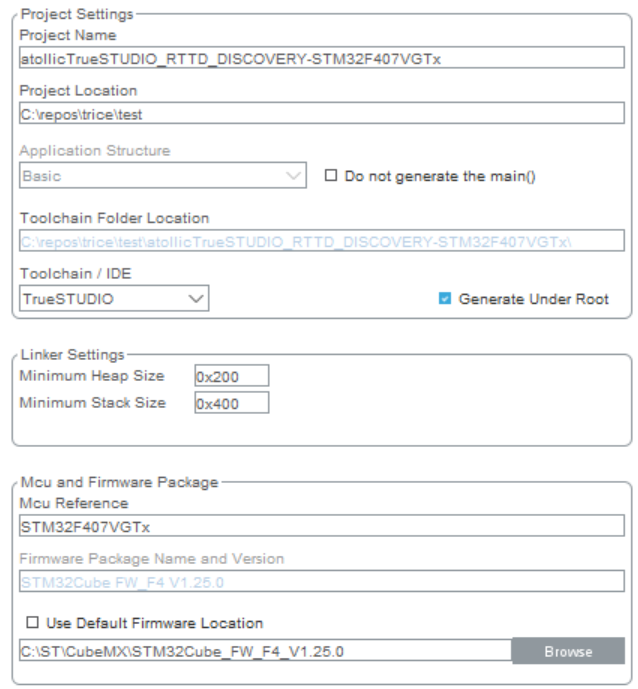 Project Settings
Project Name
atollicTrueSTUDIO_RTTD_DISCOVERY-STM32F407VGTx
Project Location
C:\repos\trice\test
Application Structure
Basic
Do not generate the main()
Toolchain Folder Location
C:\repos\trice\test\atollicTrueSTUDIO_RTTD_DISCOVERY-STM32F407VGTx\
Toolchain / IDE
TrueSTUDIO
Generate Under Root
Linker Settings
Minimum Heap Size 0x200
Minimum Stack Size 0x400
Mcu and Firmware Package
Mcu Reference
STM32F407VGTx
Firmware Package Name and Version
STM32Cube FW_F4 V1.25.0
Use Default Firmware Location
C:\ST\CubeMX\STM32Cube_FW_F4_V1.25.0 Browse